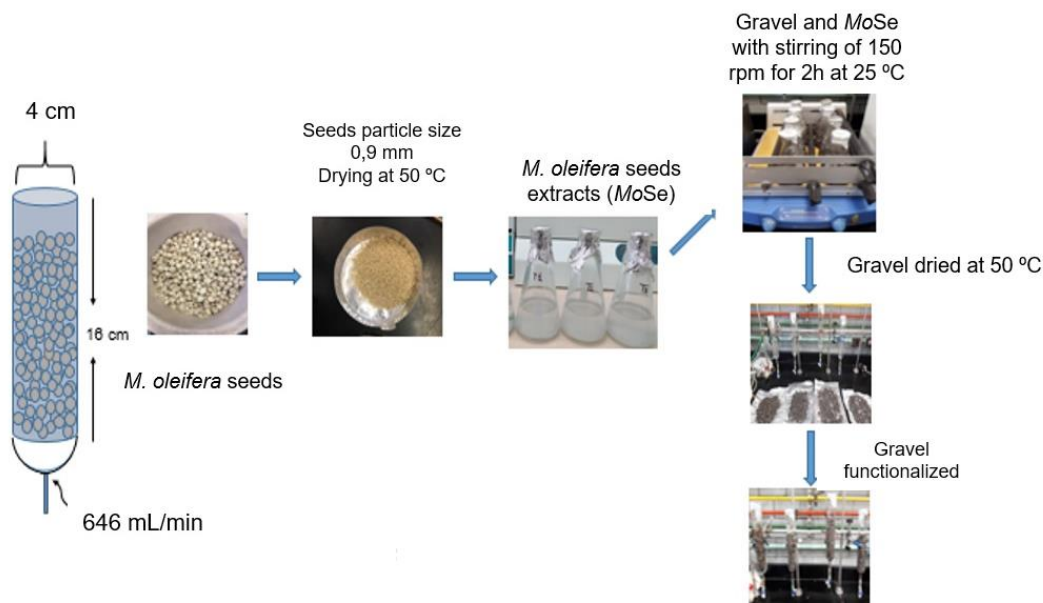 4 cm
16 cm
646 mL/min
M. oleifera seeds
Seeds particle size
0,9 mm
Drying at 50 ºC
M. oleifera seeds
extracts (MoSe)
Gravel and MoSe
with stirring of 150
rpm for 2h at 25 ºC
Gravel dried at 50 ºC
Gravel
functionalized